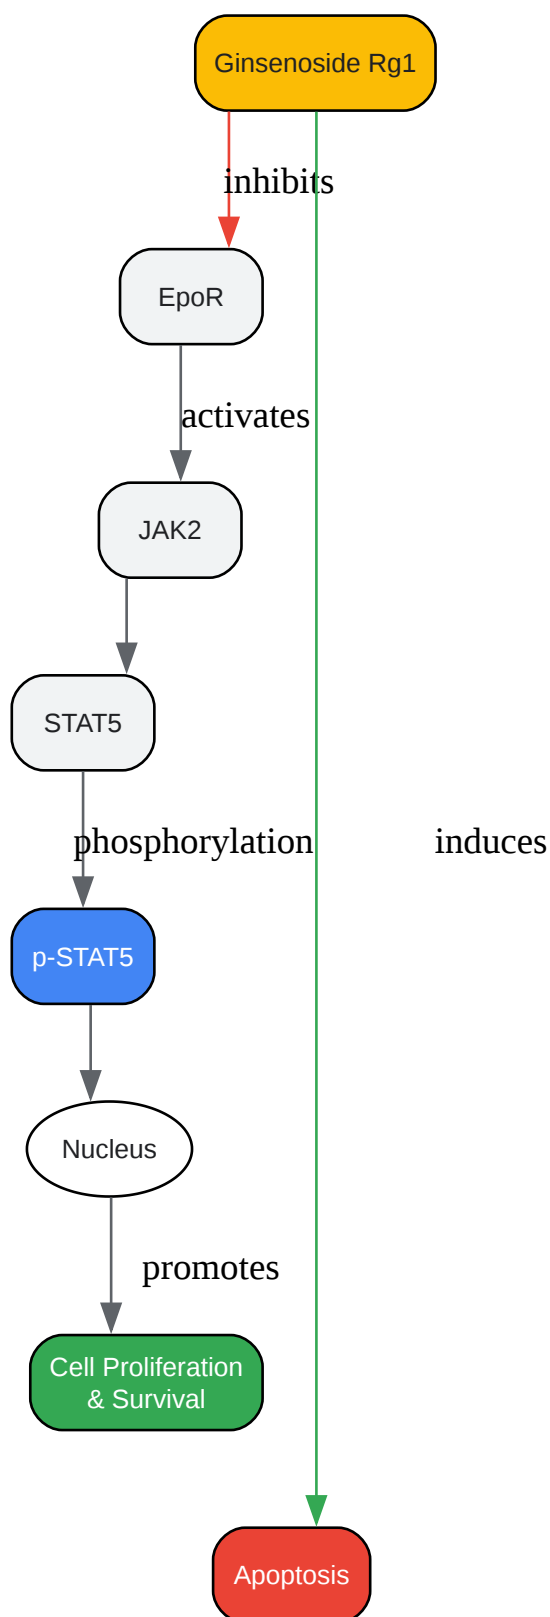 Ginsenoside Rg1
inhibits
EpoR
activates
JAK2
STAT5
phosphorylation
induces
p-STAT5
Nucleus
promotes
Cell Proliferation
& Survival
Apoptosis